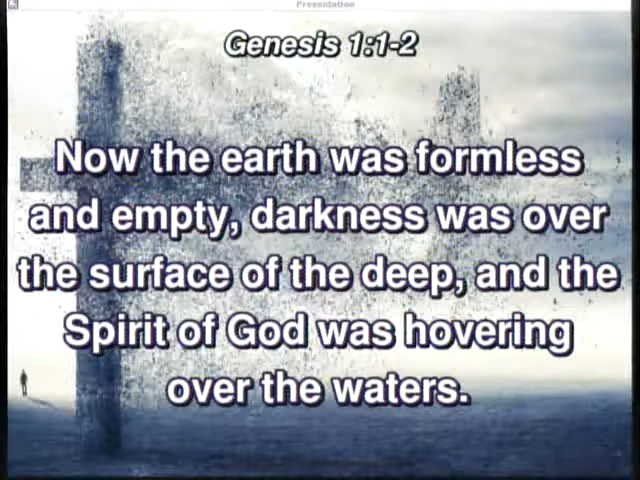 Presentation
Genesis 1:1-2
Now the earth was formless
and empty, darkness was over
the surface of the deep, and the
Spirit of God was hovering
over the waters.